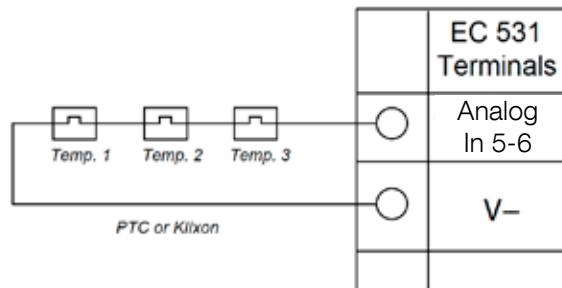 EC 531
Terminals
Analog
In 5-6
Temp. 1
Temp. 2
Temp. 3
V–
PTC or Klixon